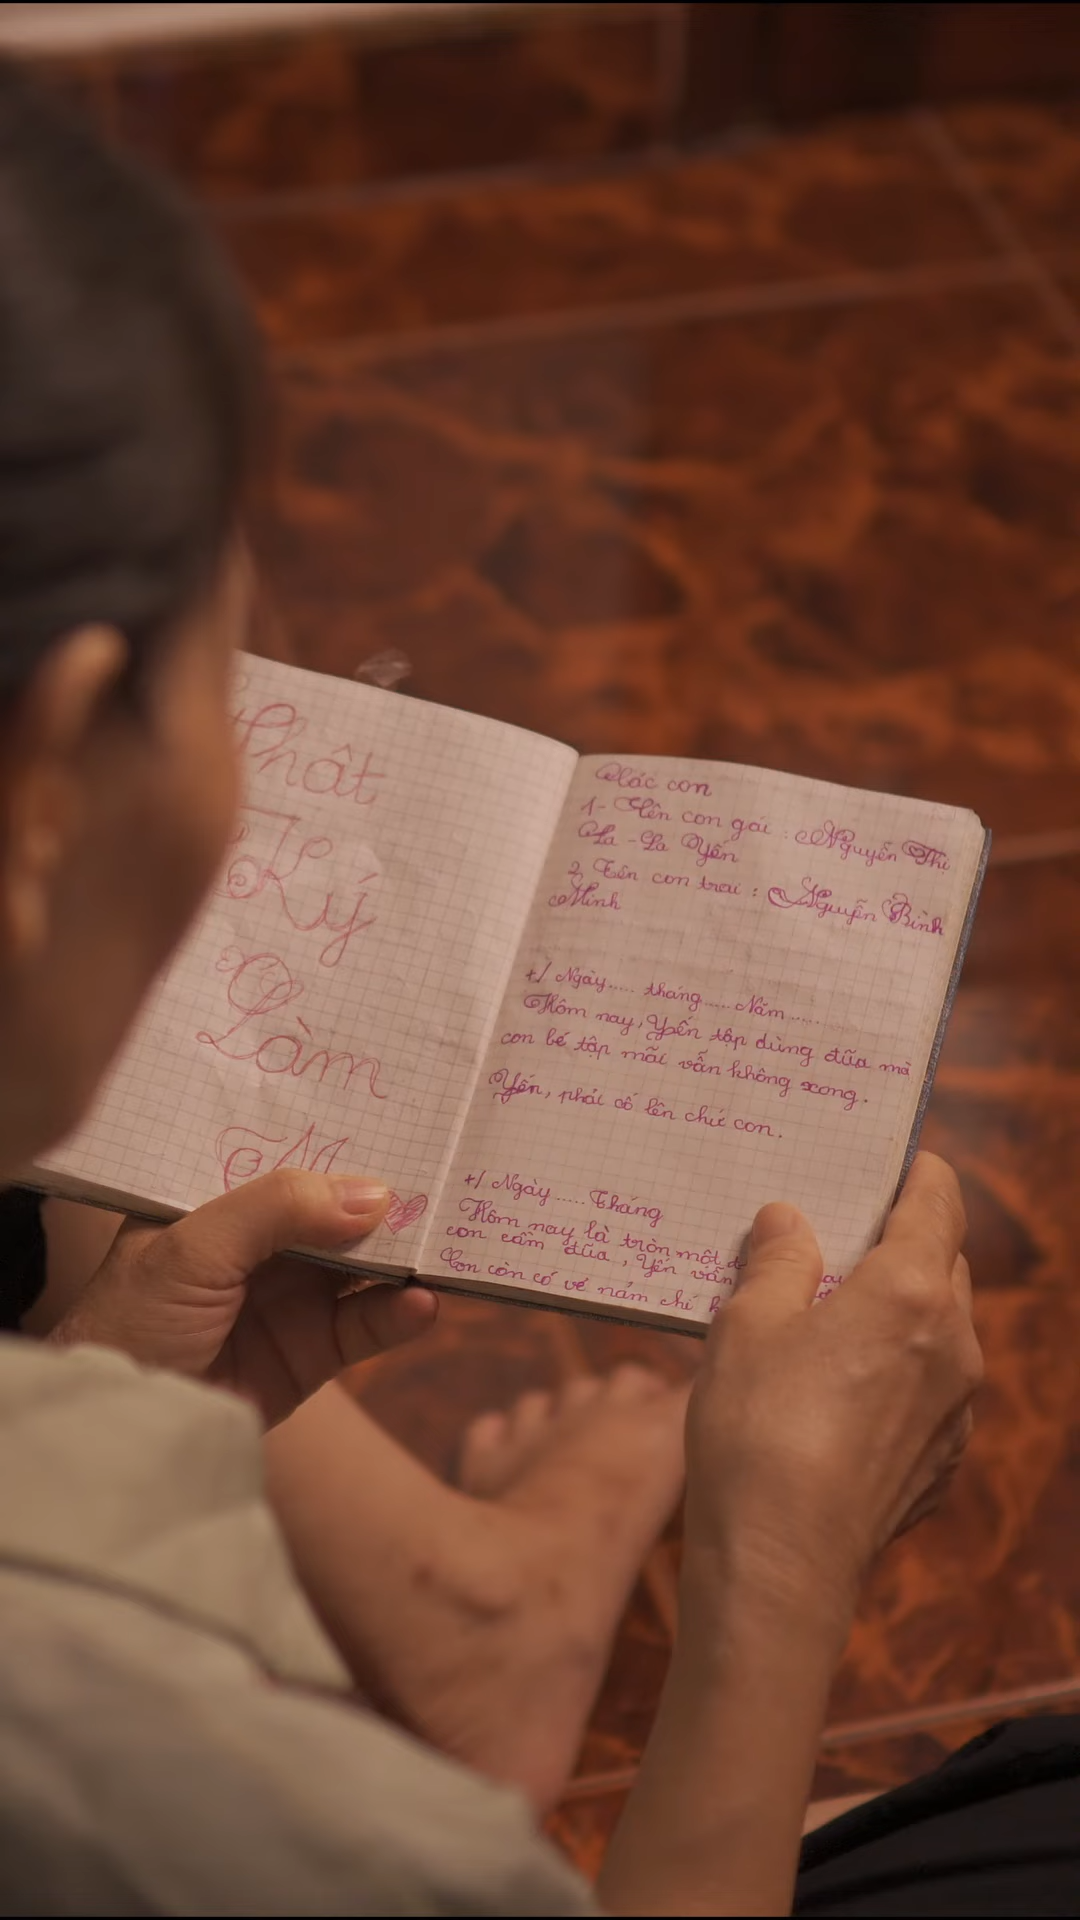 Nhật
Ký
Làm
M
Các con
1- Tên con gái : Nguyễn Thị
La - La Yến
2, Tên con trai : Nguyễn Bình
Minh
+/ Ngày..... tháng..... Năm......
Hôm nay, Yến tập dùng đũa mà
con bé tập mãi vẫn không xong.
Yến, phải cố lên chứ con.
+/ Ngày..... Tháng
Hôm nay là tròn một
con cầm đũa, Yến vẫn
Con còn có vẻ nám chí